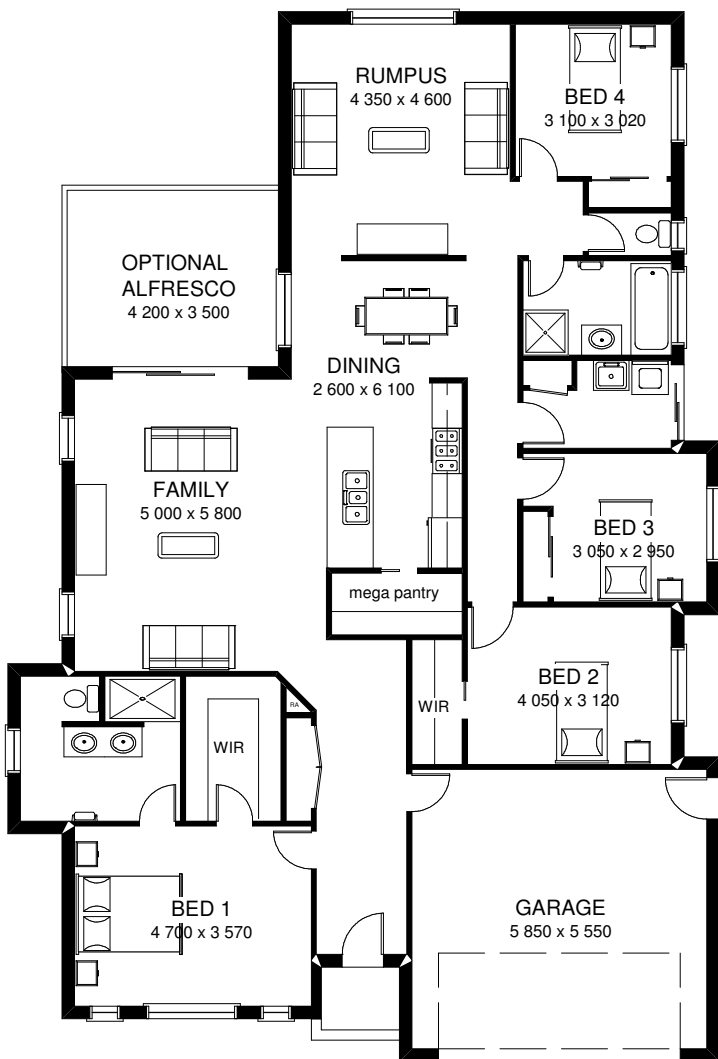 RUMPUS
4 350 x 4 600
BED 4
3 100 x 3 020
OPTIONAL
ALFRESCO
4 200 x 3 500
DINING
2 600 x 6 100
FAMILY
5 000 x 5 800
BED 3
3 050 x 2 950
mega pantry
BED 2
4 050 x 3 120
WIR
RA
WIR
BED 1
4 700 x 3 570
GARAGE
5 850 x 5 550